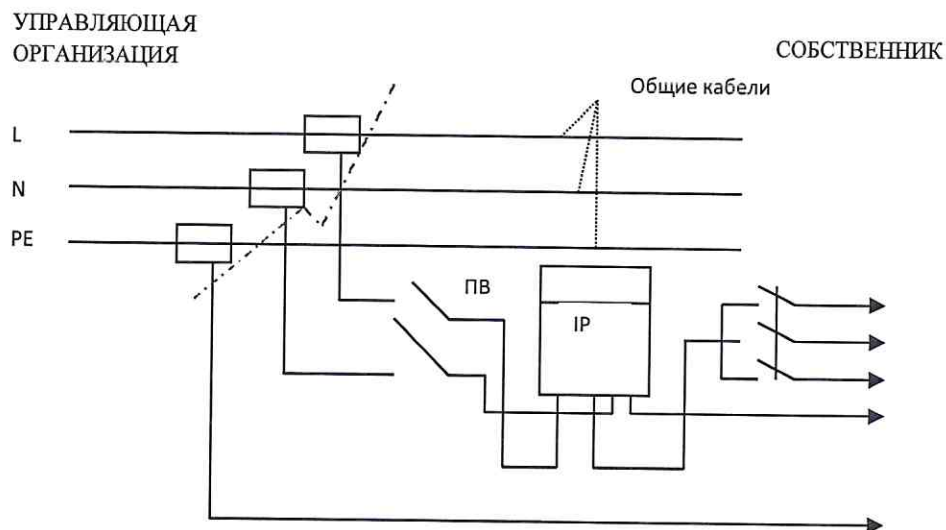 УПРАВЛЯЮЩАЯ
ОРГАНИЗАЦИЯ
СОБСТВЕННИК
Общие кабели
L
N
PE
ПВ
IP